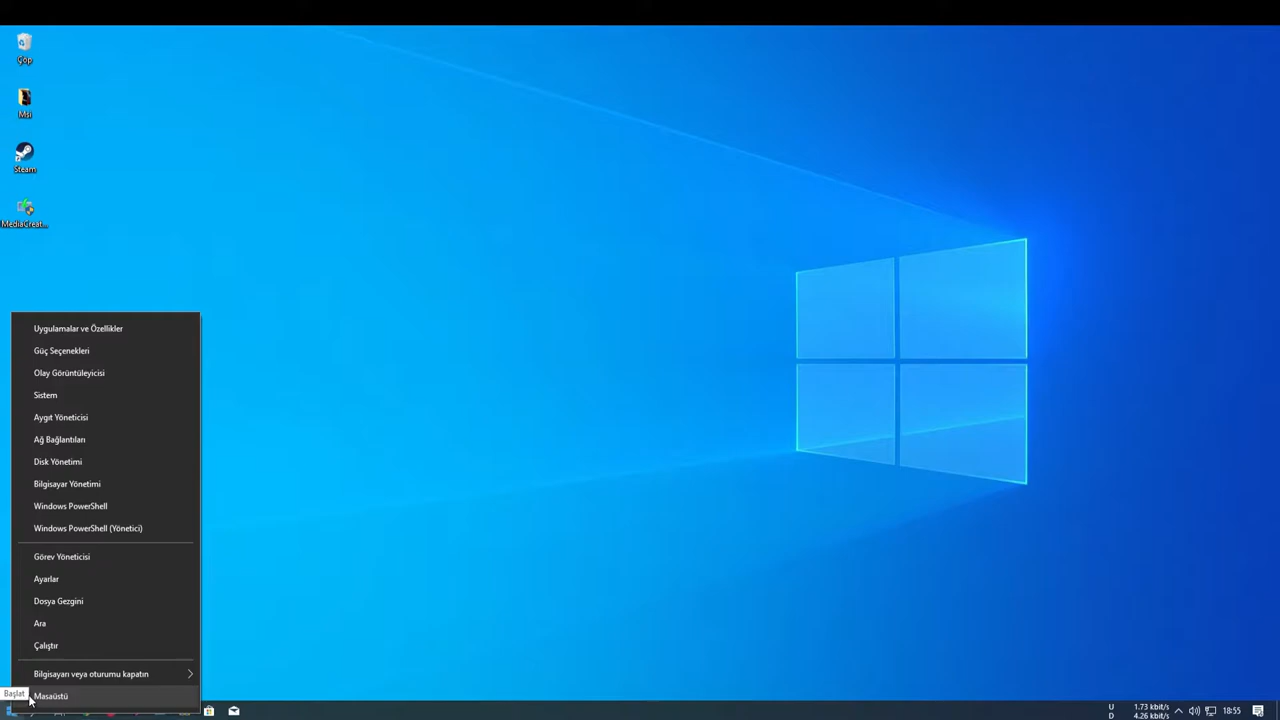 Çöp
Msi
Steam
MediaCreat...
Uygulamalar ve Özellikler
Güç Seçenekleri
Olay Görüntüleyicisi
Sistem
Aygıt Yöneticisi
Ağ Bağlantıları
Disk Yönetimi
Bilgisayar Yönetimi
Windows PowerShell
Windows PowerShell (Yönetici)
Görev Yöneticisi
Ayarlar
Dosya Gezgini
Ara
Çalıştır
Bilgisayarı veya oturumu kapatın
Başlat
Masaüstü
U 1.73 kbit/s
D 4.26 kbit/s
18:55